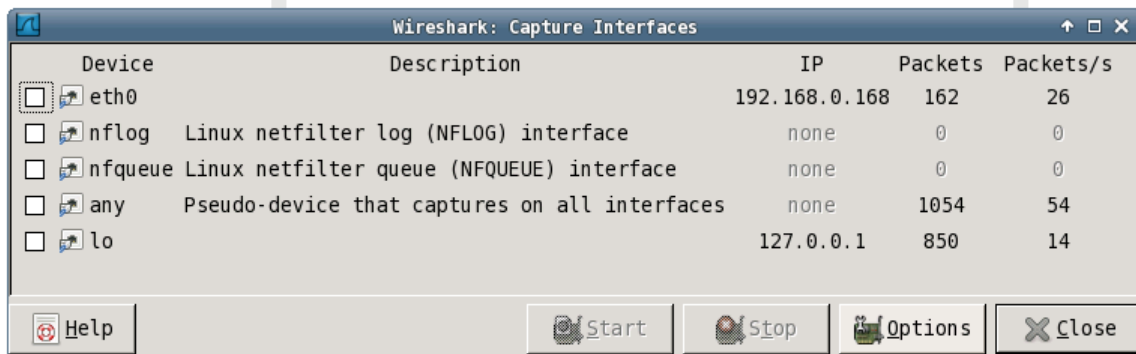 Wireshark: Capture Interfaces
Device Description IP Packets Packets/s
eth0 192.168.0.168 162 26
nflog Linux netfilter log (NFLOG) interface none 0 0
nfqueue Linux netfilter queue (NFQUEUE) interface none 0 0
any Pseudo-device that captures on all interfaces none 1054 54
lo 127.0.0.1 850 14
Help Start Stop Options Close